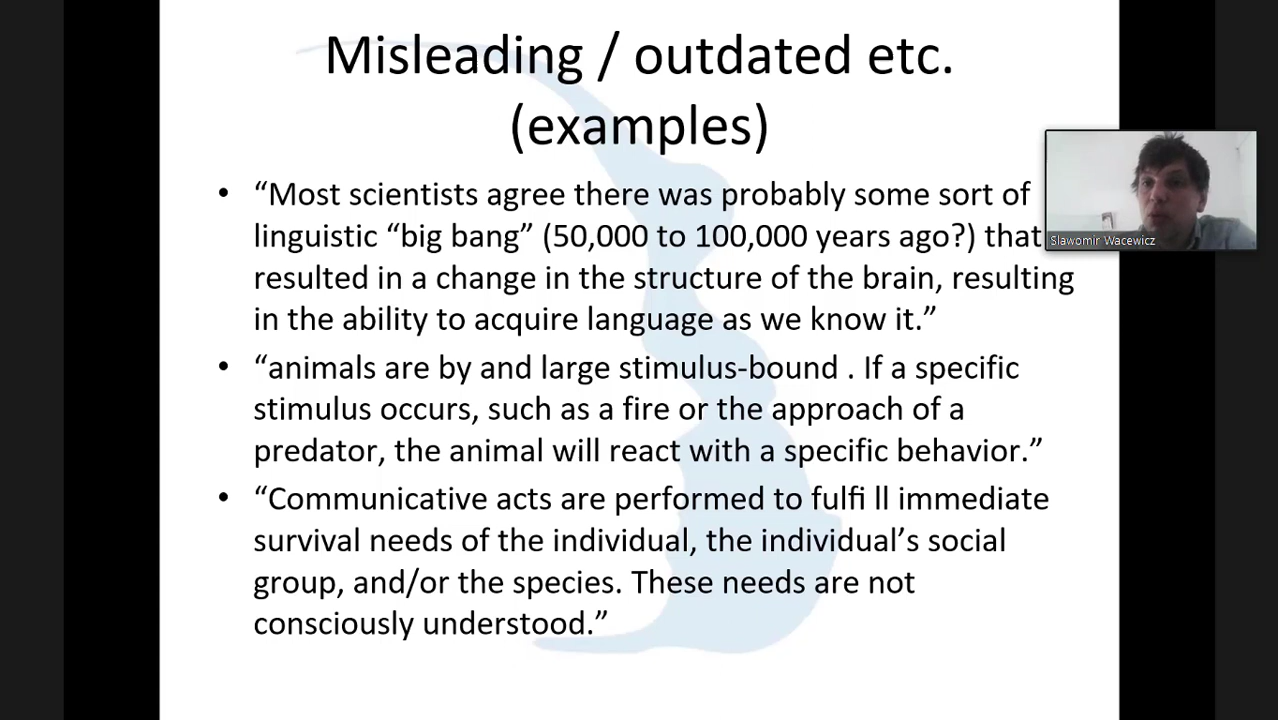 Misleading / outdated etc.
(examples)
• “Most scientists agree there was probably some sort of
linguistic “big bang” (50,000 to 100,000 years ago?) that
resulted in a change in the structure of the brain, resulting
in the ability to acquire language as we know it.”
• “animals are by and large stimulus-bound . If a specific
stimulus occurs, such as a fire or the approach of a
predator, the animal will react with a specific behavior.”
• “Communicative acts are performed to fulfi ll immediate
survival needs of the individual, the individual’s social
group, and/or the species. These needs are not
consciously understood.”
Slawomir Wacewicz